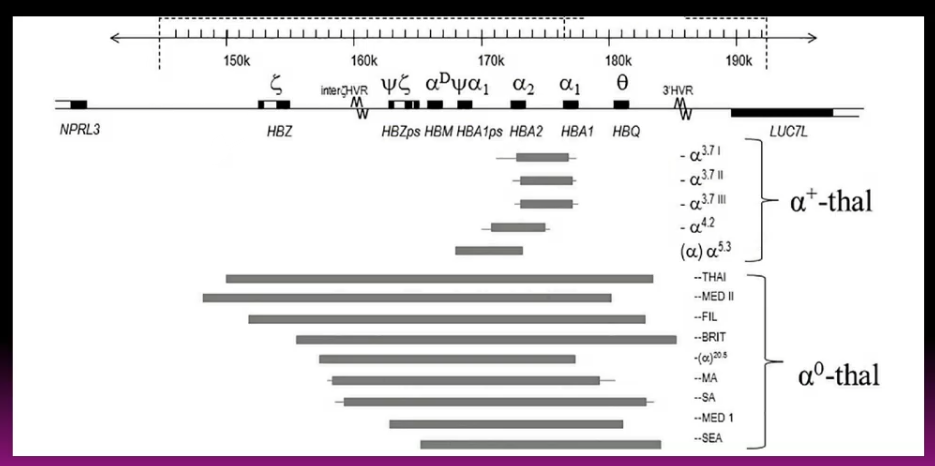 150k 160k 170k 180k 190k
ζ ψζ αᴰ ψα₁ α₂ α₁ θ
interζHVR 3'HVR
NPRL3 HBZ HBZps HBM HBA1ps HBA2 HBA1 HBQ LUC7L
- α³·⁷ ᴵ
- α³·⁷ ᴵᴵ
- α³·⁷ ᴵᴵᴵ
- α⁴·²
(α) α⁵·³
α⁺-thal
--THAI
--MED II
--FIL
--BRIT
-(α)²⁰·⁵
--MA
--SA
--MED 1
--SEA
α⁰-thal